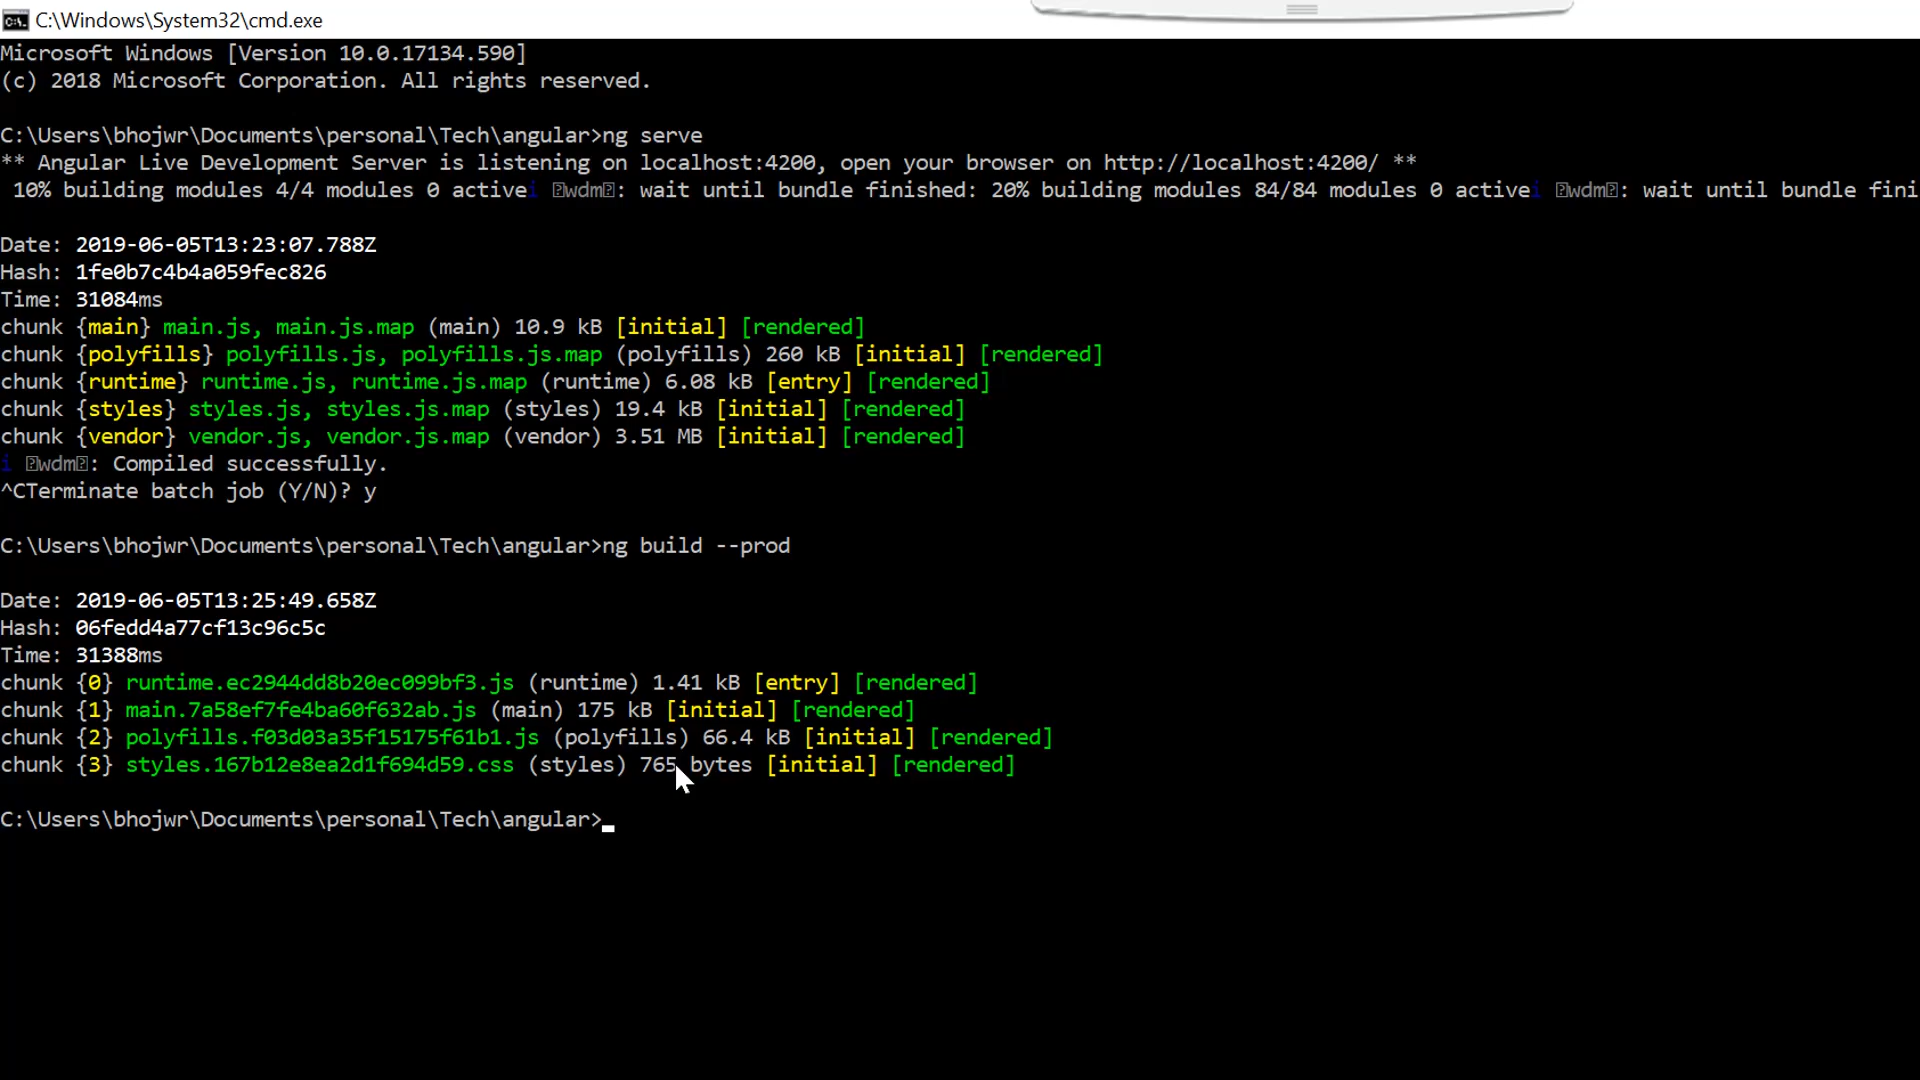 C:\Windows\System32\cmd.exe
Microsoft Windows [Version 10.0.17134.590]
(c) 2018 Microsoft Corporation. All rights reserved.
C:\Users\bhojwr\Documents\personal\Tech\angular>ng serve
** Angular Live Development Server is listening on localhost:4200, open your browser on http://localhost:4200/ **
10% building modules 4/4 modules 0 activei ⍰wdm⍰: wait until bundle finished: 20% building modules 84/84 modules 0 activei ⍰wdm⍰: wait until bundle fini
Date: 2019-06-05T13:23:07.788Z
Hash: 1fe0b7c4b4a059fec826
Time: 31084ms
chunk {main} main.js, main.js.map (main) 10.9 kB [initial] [rendered]
chunk {polyfills} polyfills.js, polyfills.js.map (polyfills) 260 kB [initial] [rendered]
chunk {runtime} runtime.js, runtime.js.map (runtime) 6.08 kB [entry] [rendered]
chunk {styles} styles.js, styles.js.map (styles) 19.4 kB [initial] [rendered]
chunk {vendor} vendor.js, vendor.js.map (vendor) 3.51 MB [initial] [rendered]
i ⍰wdm⍰: Compiled successfully.
^CTerminate batch job (Y/N)? y
C:\Users\bhojwr\Documents\personal\Tech\angular>ng build --prod
Date: 2019-06-05T13:25:49.658Z
Hash: 06fedd4a77cf13c96c5c
Time: 31388ms
chunk {0} runtime.ec2944dd8b20ec099bf3.js (runtime) 1.41 kB [entry] [rendered]
chunk {1} main.7a58ef7fe4ba60f632ab.js (main) 175 kB [initial] [rendered]
chunk {2} polyfills.f03d03a35f15175f61b1.js (polyfills) 66.4 kB [initial] [rendered]
chunk {3} styles.167b12e8ea2d1f694d59.css (styles) 765 bytes [initial] [rendered]
C:\Users\bhojwr\Documents\personal\Tech\angular>